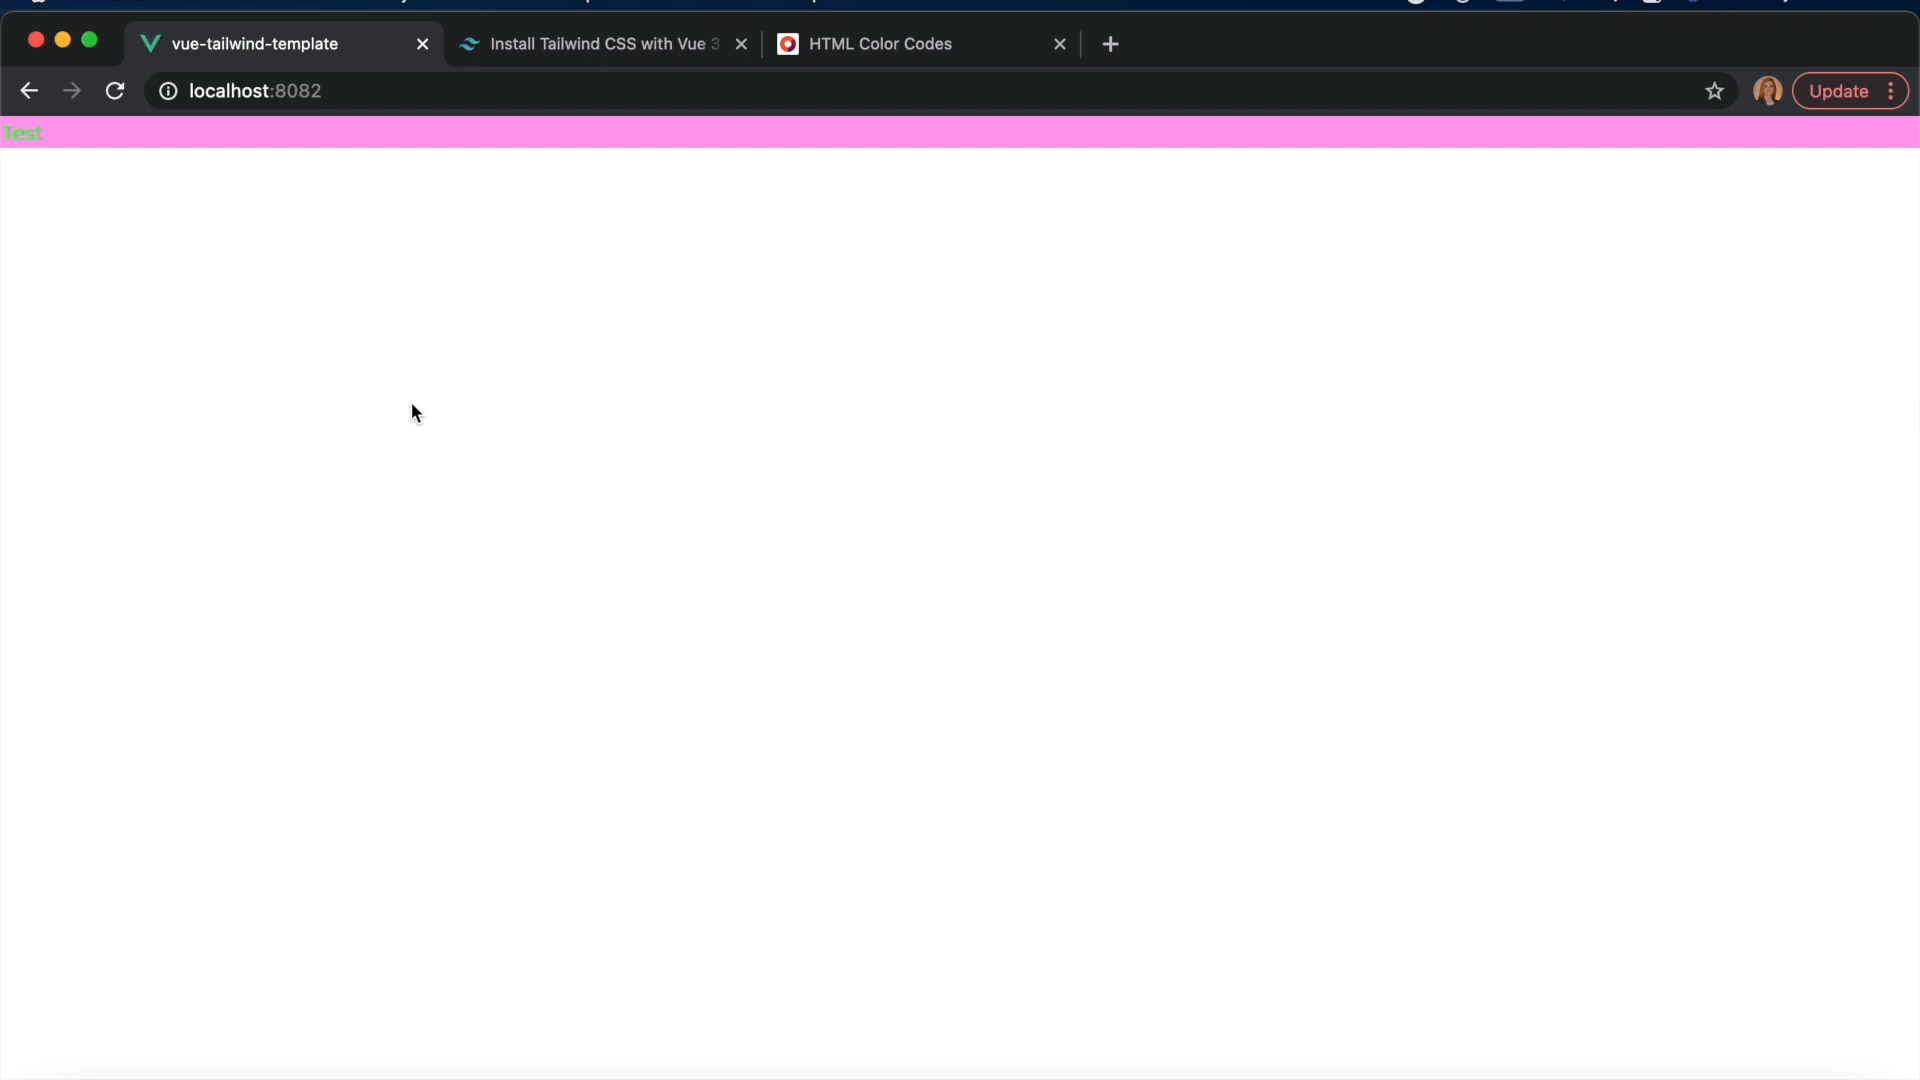 vue-tailwind-template
Install Tailwind CSS with Vue 3
HTML Color Codes
localhost:8082
Update
Test